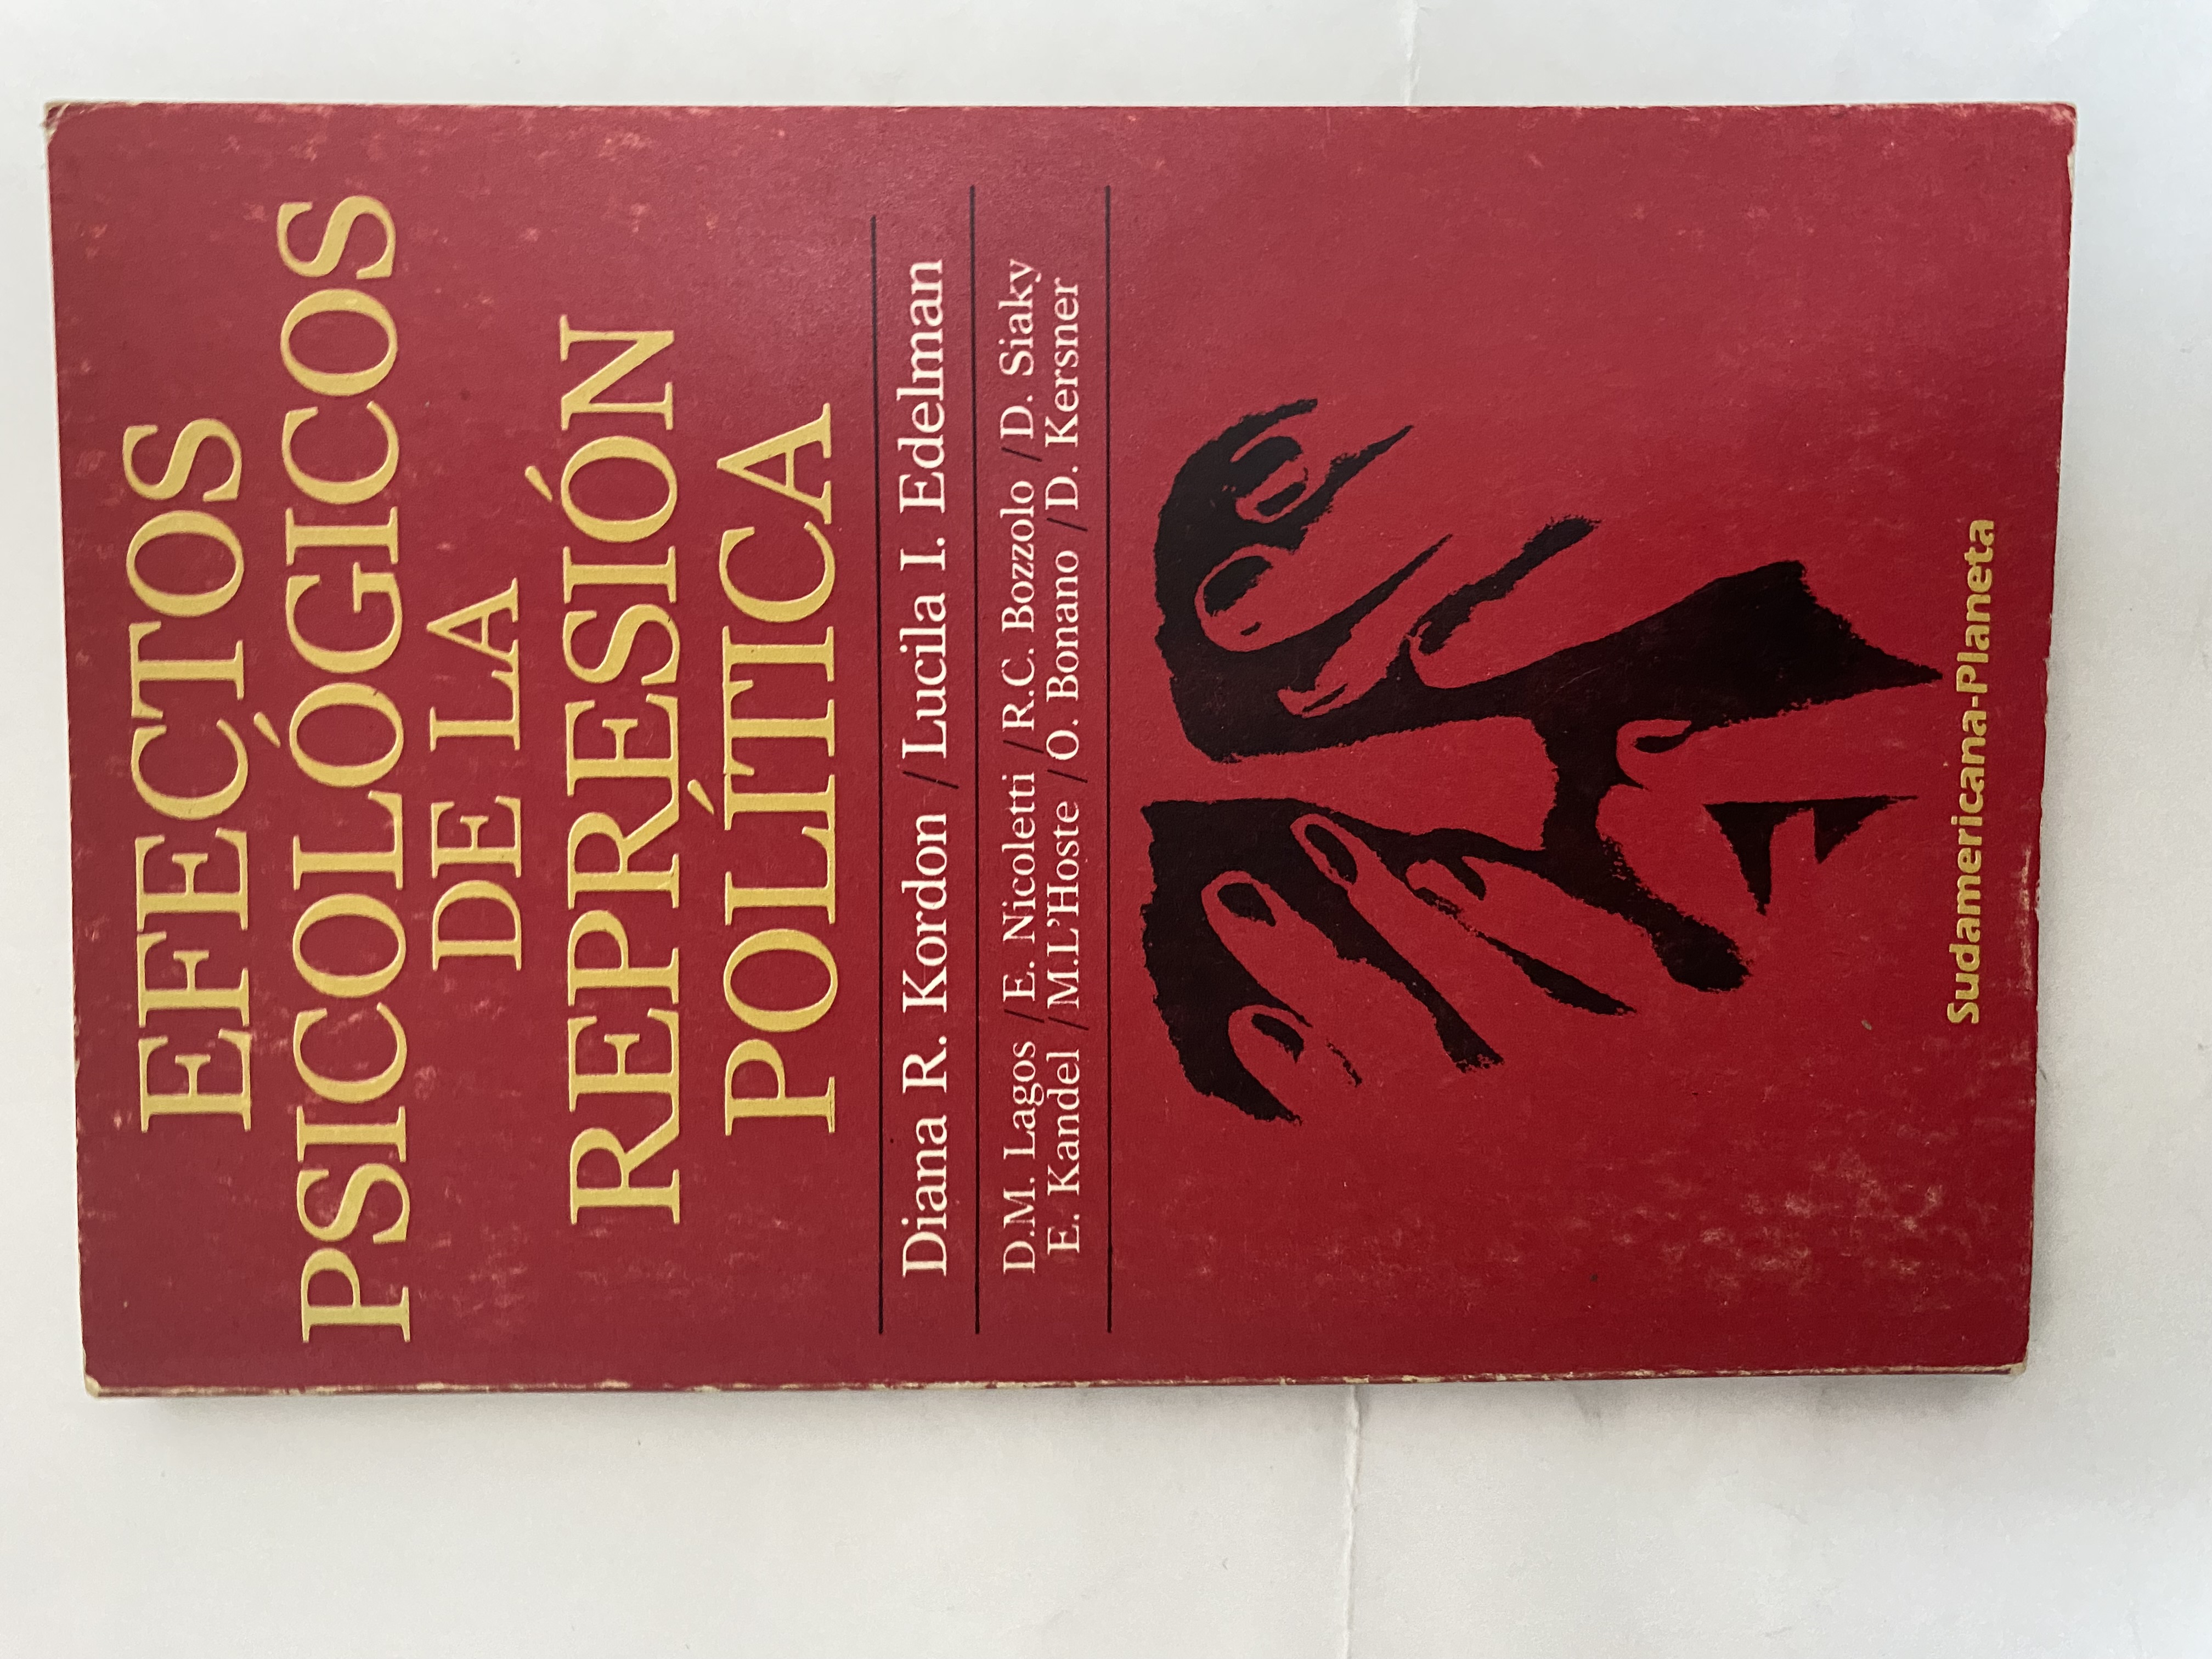 EFECTOS
PSICOLÓGICOS
DE LA
REPRESIÓN
POLÍTICA
Diana R. Kordon / Lucila I. Edelman
D.M. Lagos / E. Nicoletti / R.C. Bozzolo / D. Siaky
E. Kandel / M.L'Hoste / O. Bonano / D. Kersner
Sudamericana-Planeta